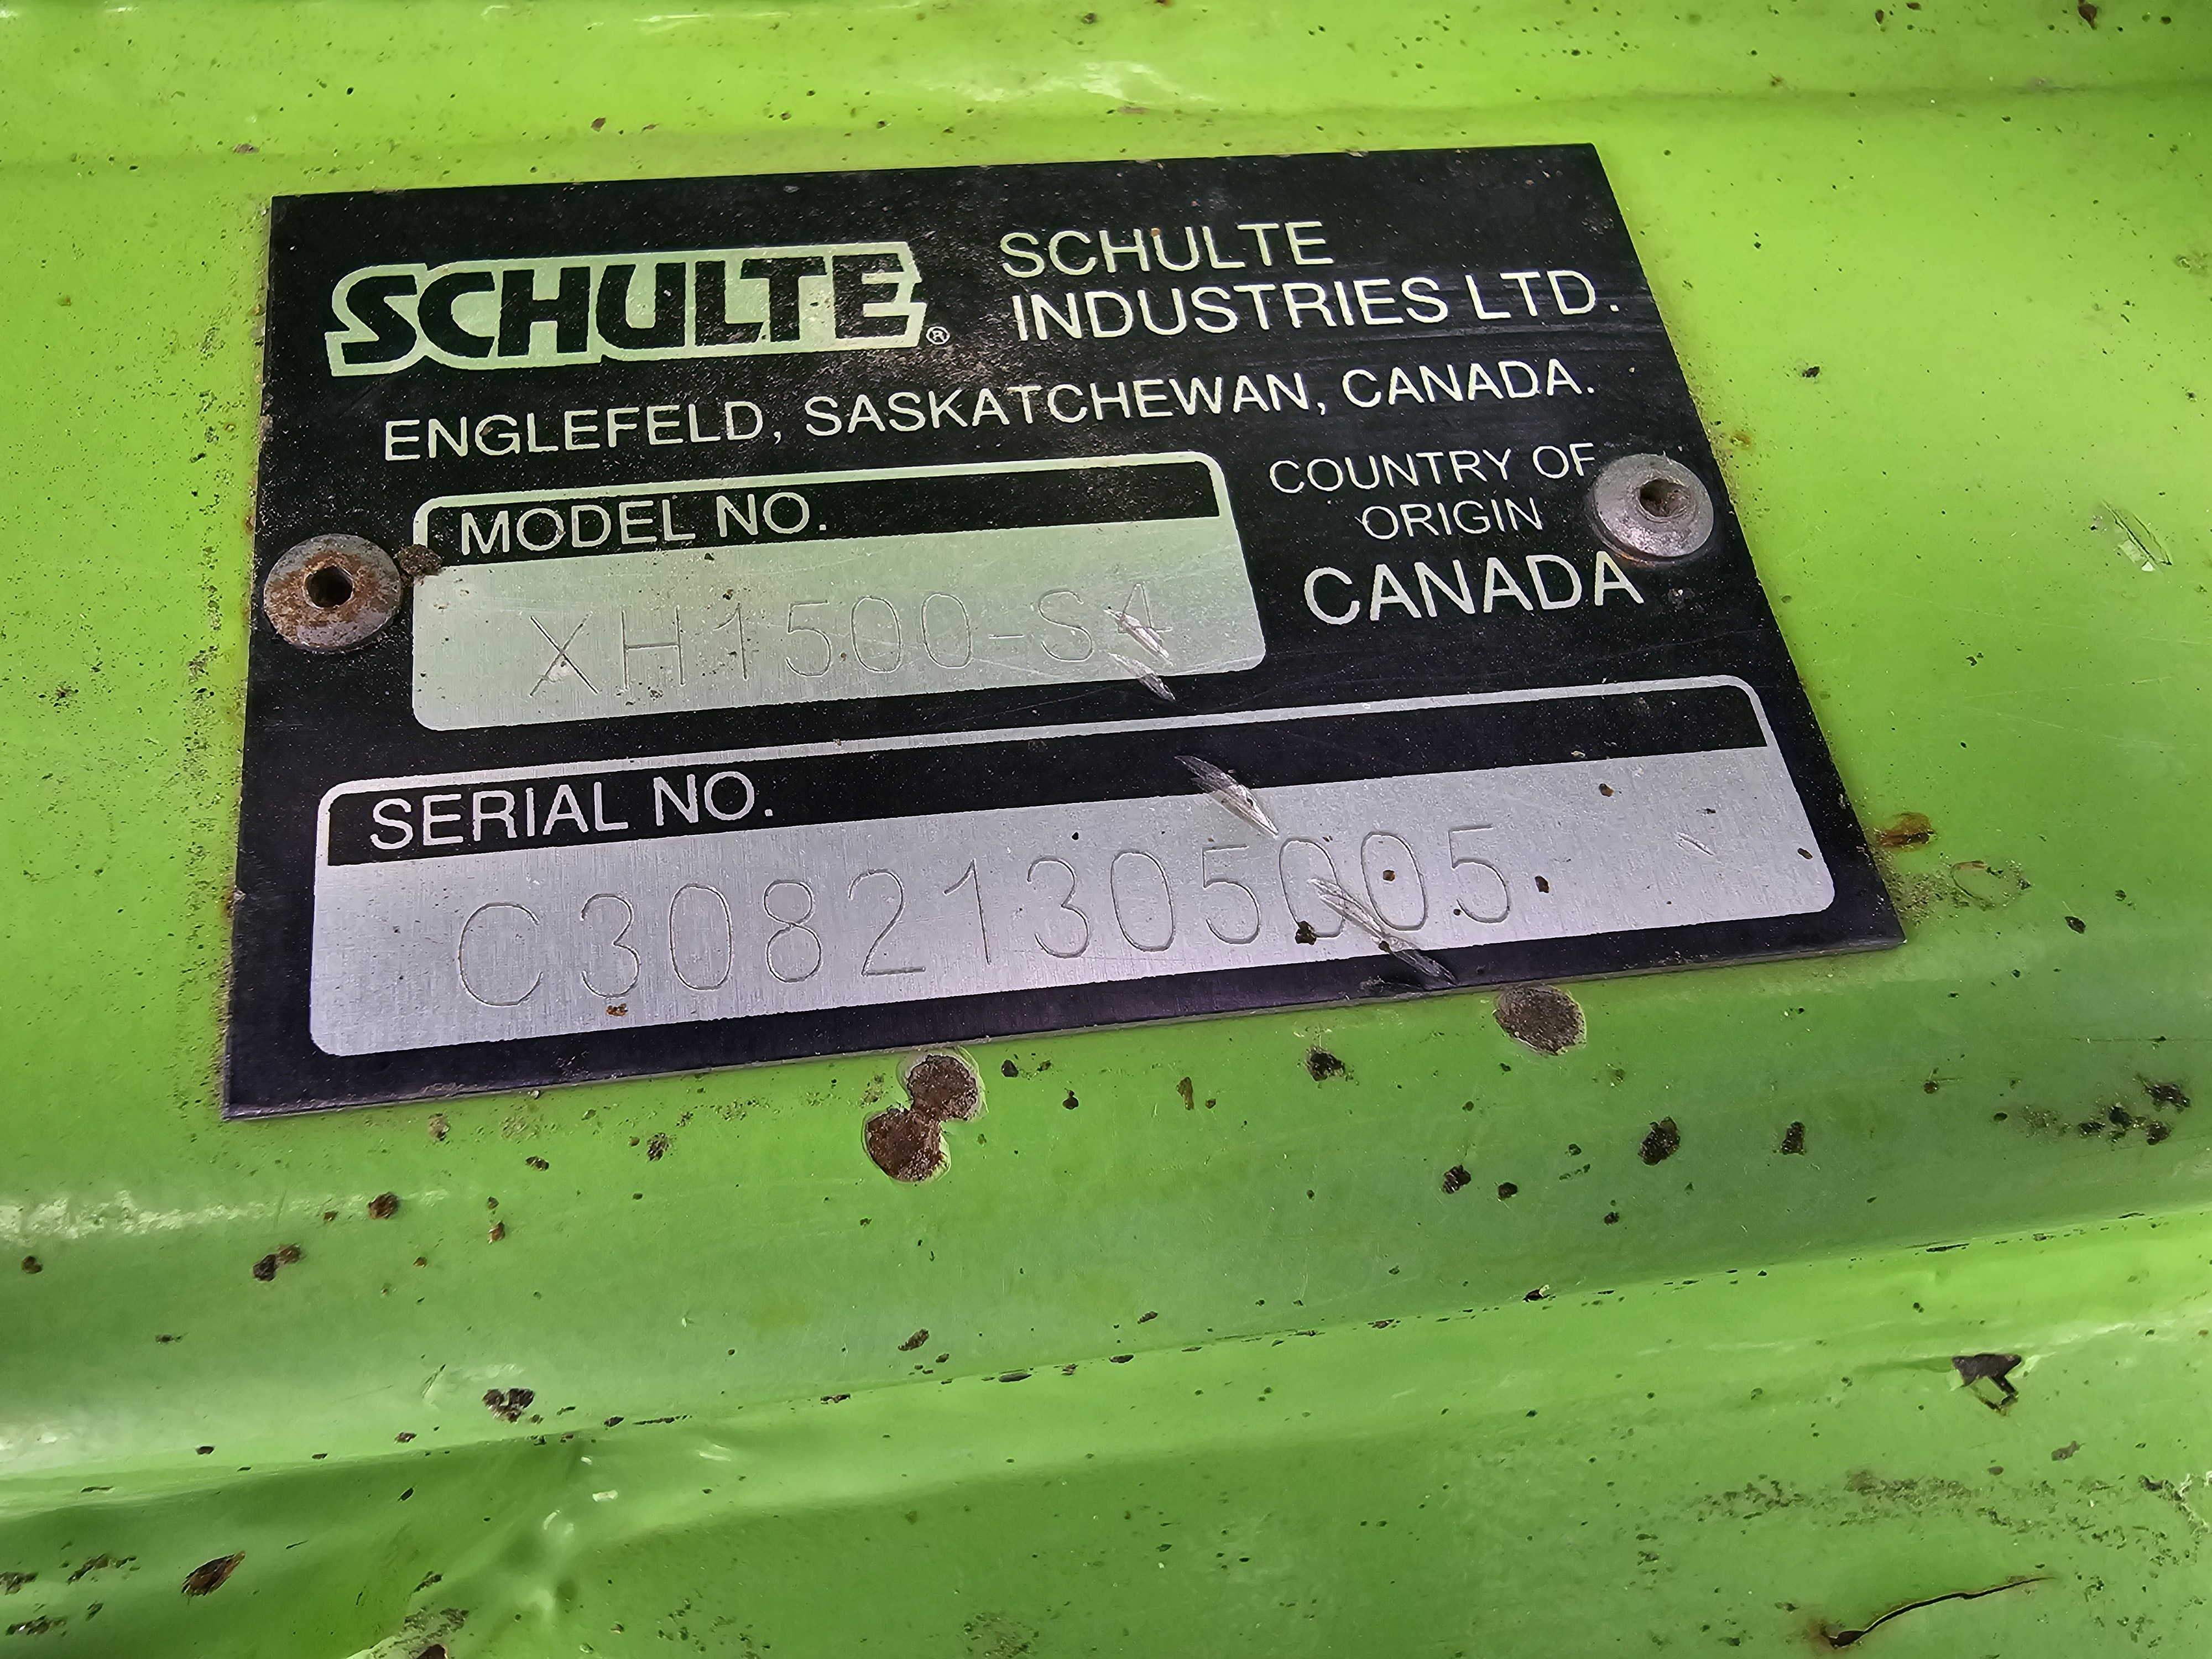 SCHULTE®
SCHULTE
INDUSTRIES LTD.
ENGLEFELD, SASKATCHEWAN, CANADA.
MODEL NO.
XH1500-S4
COUNTRY OF
ORIGIN
CANADA
SERIAL NO.
C30821305005